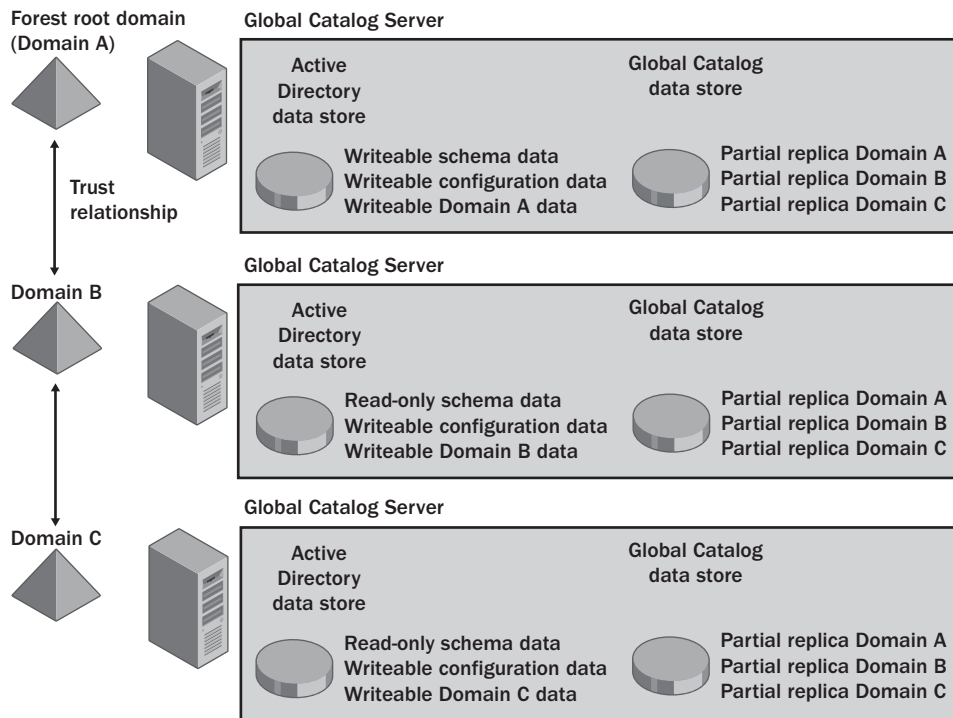 Forest root domain
(Domain A)
Global Catalog Server
Active
Directory
data store
Global Catalog
data store
Writeable schema data
Writeable configuration data
Writeable Domain A data
Partial replica Domain A
Partial replica Domain B
Partial replica Domain C
Trust
relationship
Domain B
Global Catalog Server
Active
Directory
data store
Global Catalog
data store
Read-only schema data
Writeable configuration data
Writeable Domain B data
Partial replica Domain A
Partial replica Domain B
Partial replica Domain C
Domain C
Global Catalog Server
Active
Directory
data store
Global Catalog
data store
Read-only schema data
Writeable configuration data
Writeable Domain C data
Partial replica Domain A
Partial replica Domain B
Partial replica Domain C